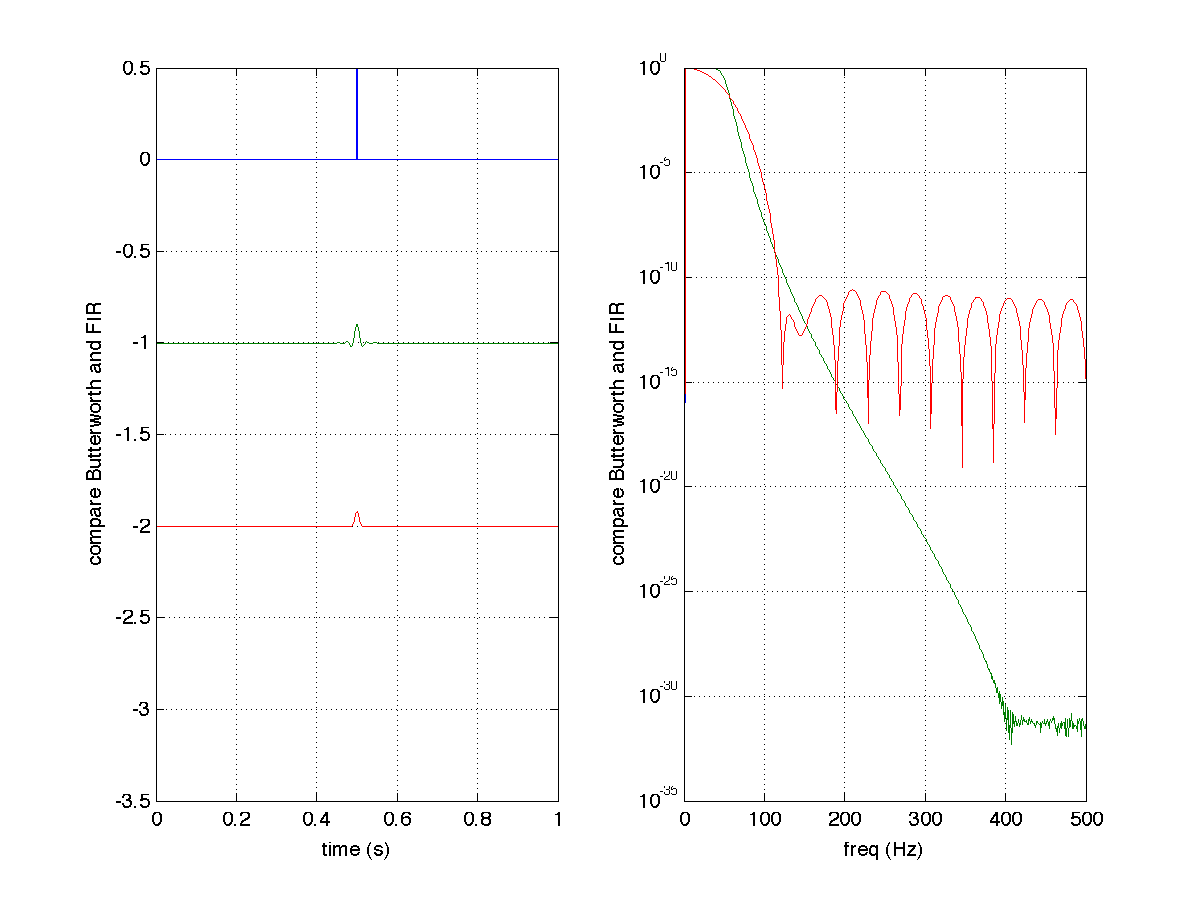 compare Butterworth and FIR
0.5
0
-0.5
-1
-1.5
-2
-2.5
-3
-3.5
0 0.2 0.4 0.6 0.8 1
time (s)
compare Butterworth and FIR
10^0
10^-5
10^-10
10^-15
10^-20
10^-25
10^-30
10^-35
0 100 200 300 400 500
freq (Hz)